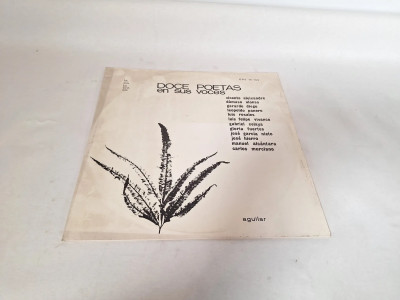 DOCE POETAS
en sus voces
vicente aleixandre
dámaso alonso
gerardo diego
leopoldo panero
luis rosales
luis felipe vivanco
gabriel celaya
gloria fuertes
josé garcía nieto
josé hierro
manuel alcántara
carlos murciano
aguilar